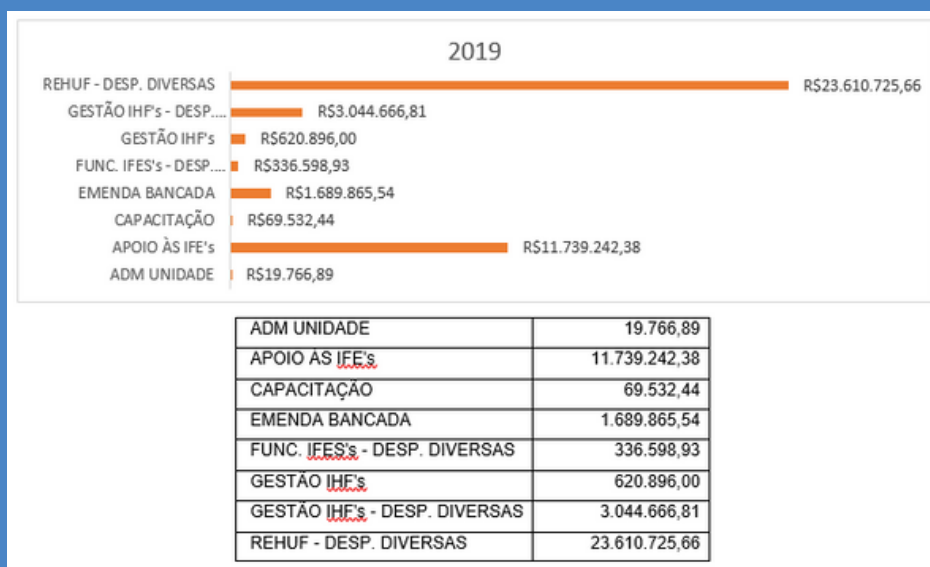 2019
REHUF - DESP. DIVERSAS R$23.610.725,66
GESTÃO IHF's - DESP.... R$3.044.666,81
GESTÃO IHF's R$620.896,00
FUNC. IFES's - DESP.... R$336.598,93
EMENDA BANCADA R$1.689.865,54
CAPACITAÇÃO R$69.532,44
APOIO ÀS IFE's R$11.739.242,38
ADM UNIDADE R$19.766,89
ADM UNIDADE 19.766,89
APOIO ÀS IFE's 11.739.242,38
CAPACITAÇÃO 69.532,44
EMENDA BANCADA 1.689.865,54
FUNC. IFES's - DESP. DIVERSAS 336.598,93
GESTÃO IHF's 620.896,00
GESTÃO IHF's - DESP. DIVERSAS 3.044.666,81
REHUF - DESP. DIVERSAS 23.610.725,66